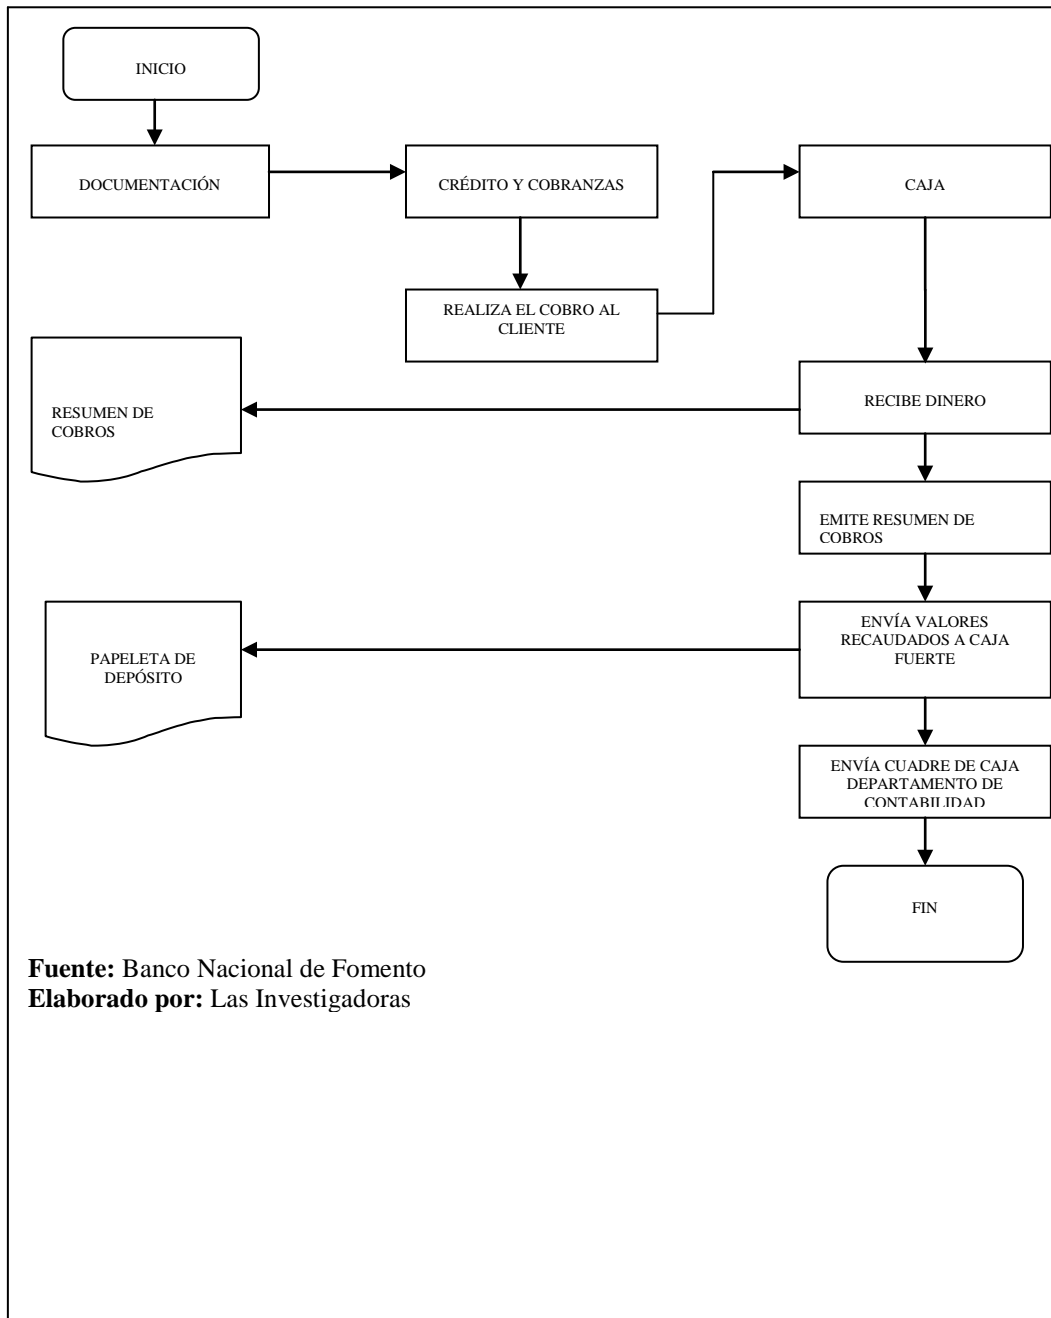 INICIO
DOCUMENTACIÓN
CRÉDITO Y COBRANZAS
CAJA
REALIZA EL COBRO AL
CLIENTE
RECIBE DINERO
RESUMEN DE
COBROS
EMITE RESUMEN DE
COBROS
ENVÍA VALORES
RECAUDADOS A CAJA
FUERTE
PAPELETA DE
DEPÓSITO
ENVÍA CUADRE DE CAJA
DEPARTAMENTO DE
CONTABILIDAD
FIN
Fuente: Banco Nacional de Fomento
Elaborado por: Las Investigadoras